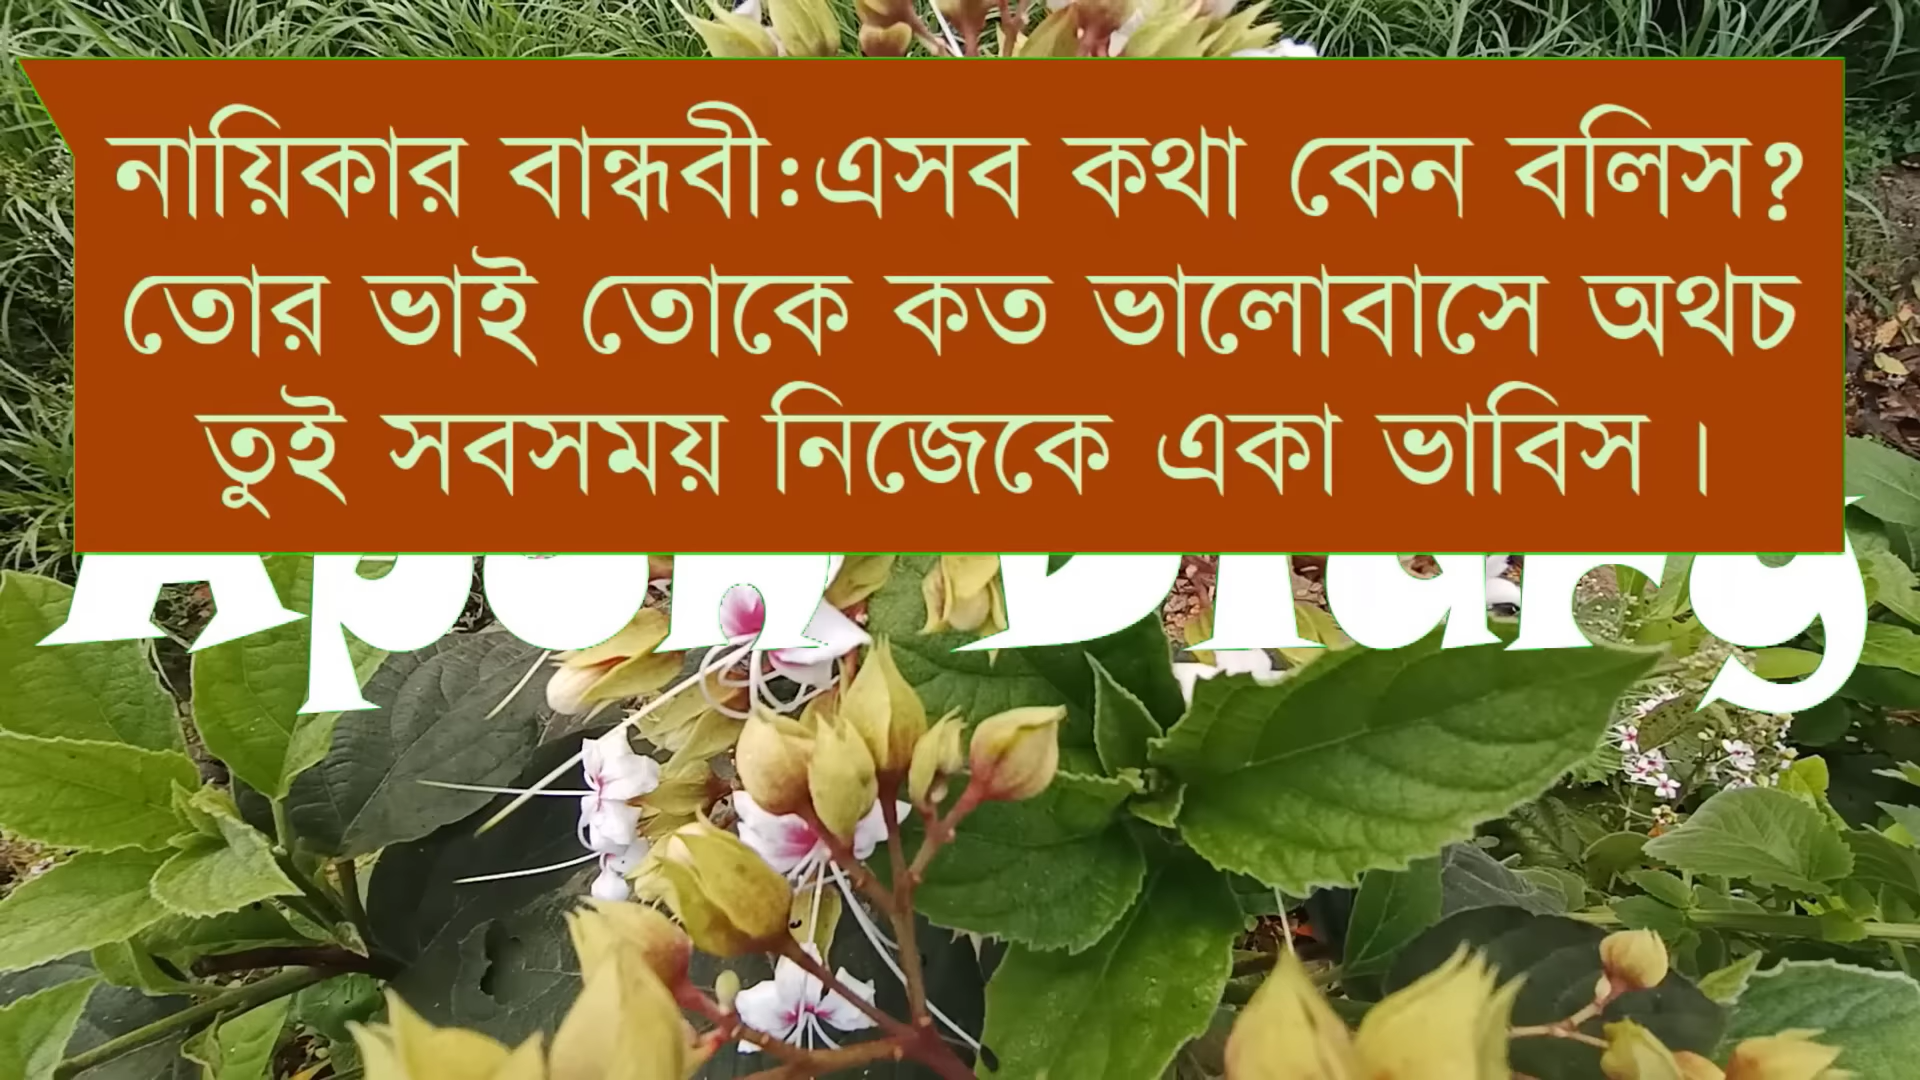 নায়িকার বান্ধবী:এসব কথা কেন বলিস?
তোর ভাই তোকে কত ভালোবাসে অথচ
তুই সবসময় নিজেকে একা ভাবিস।